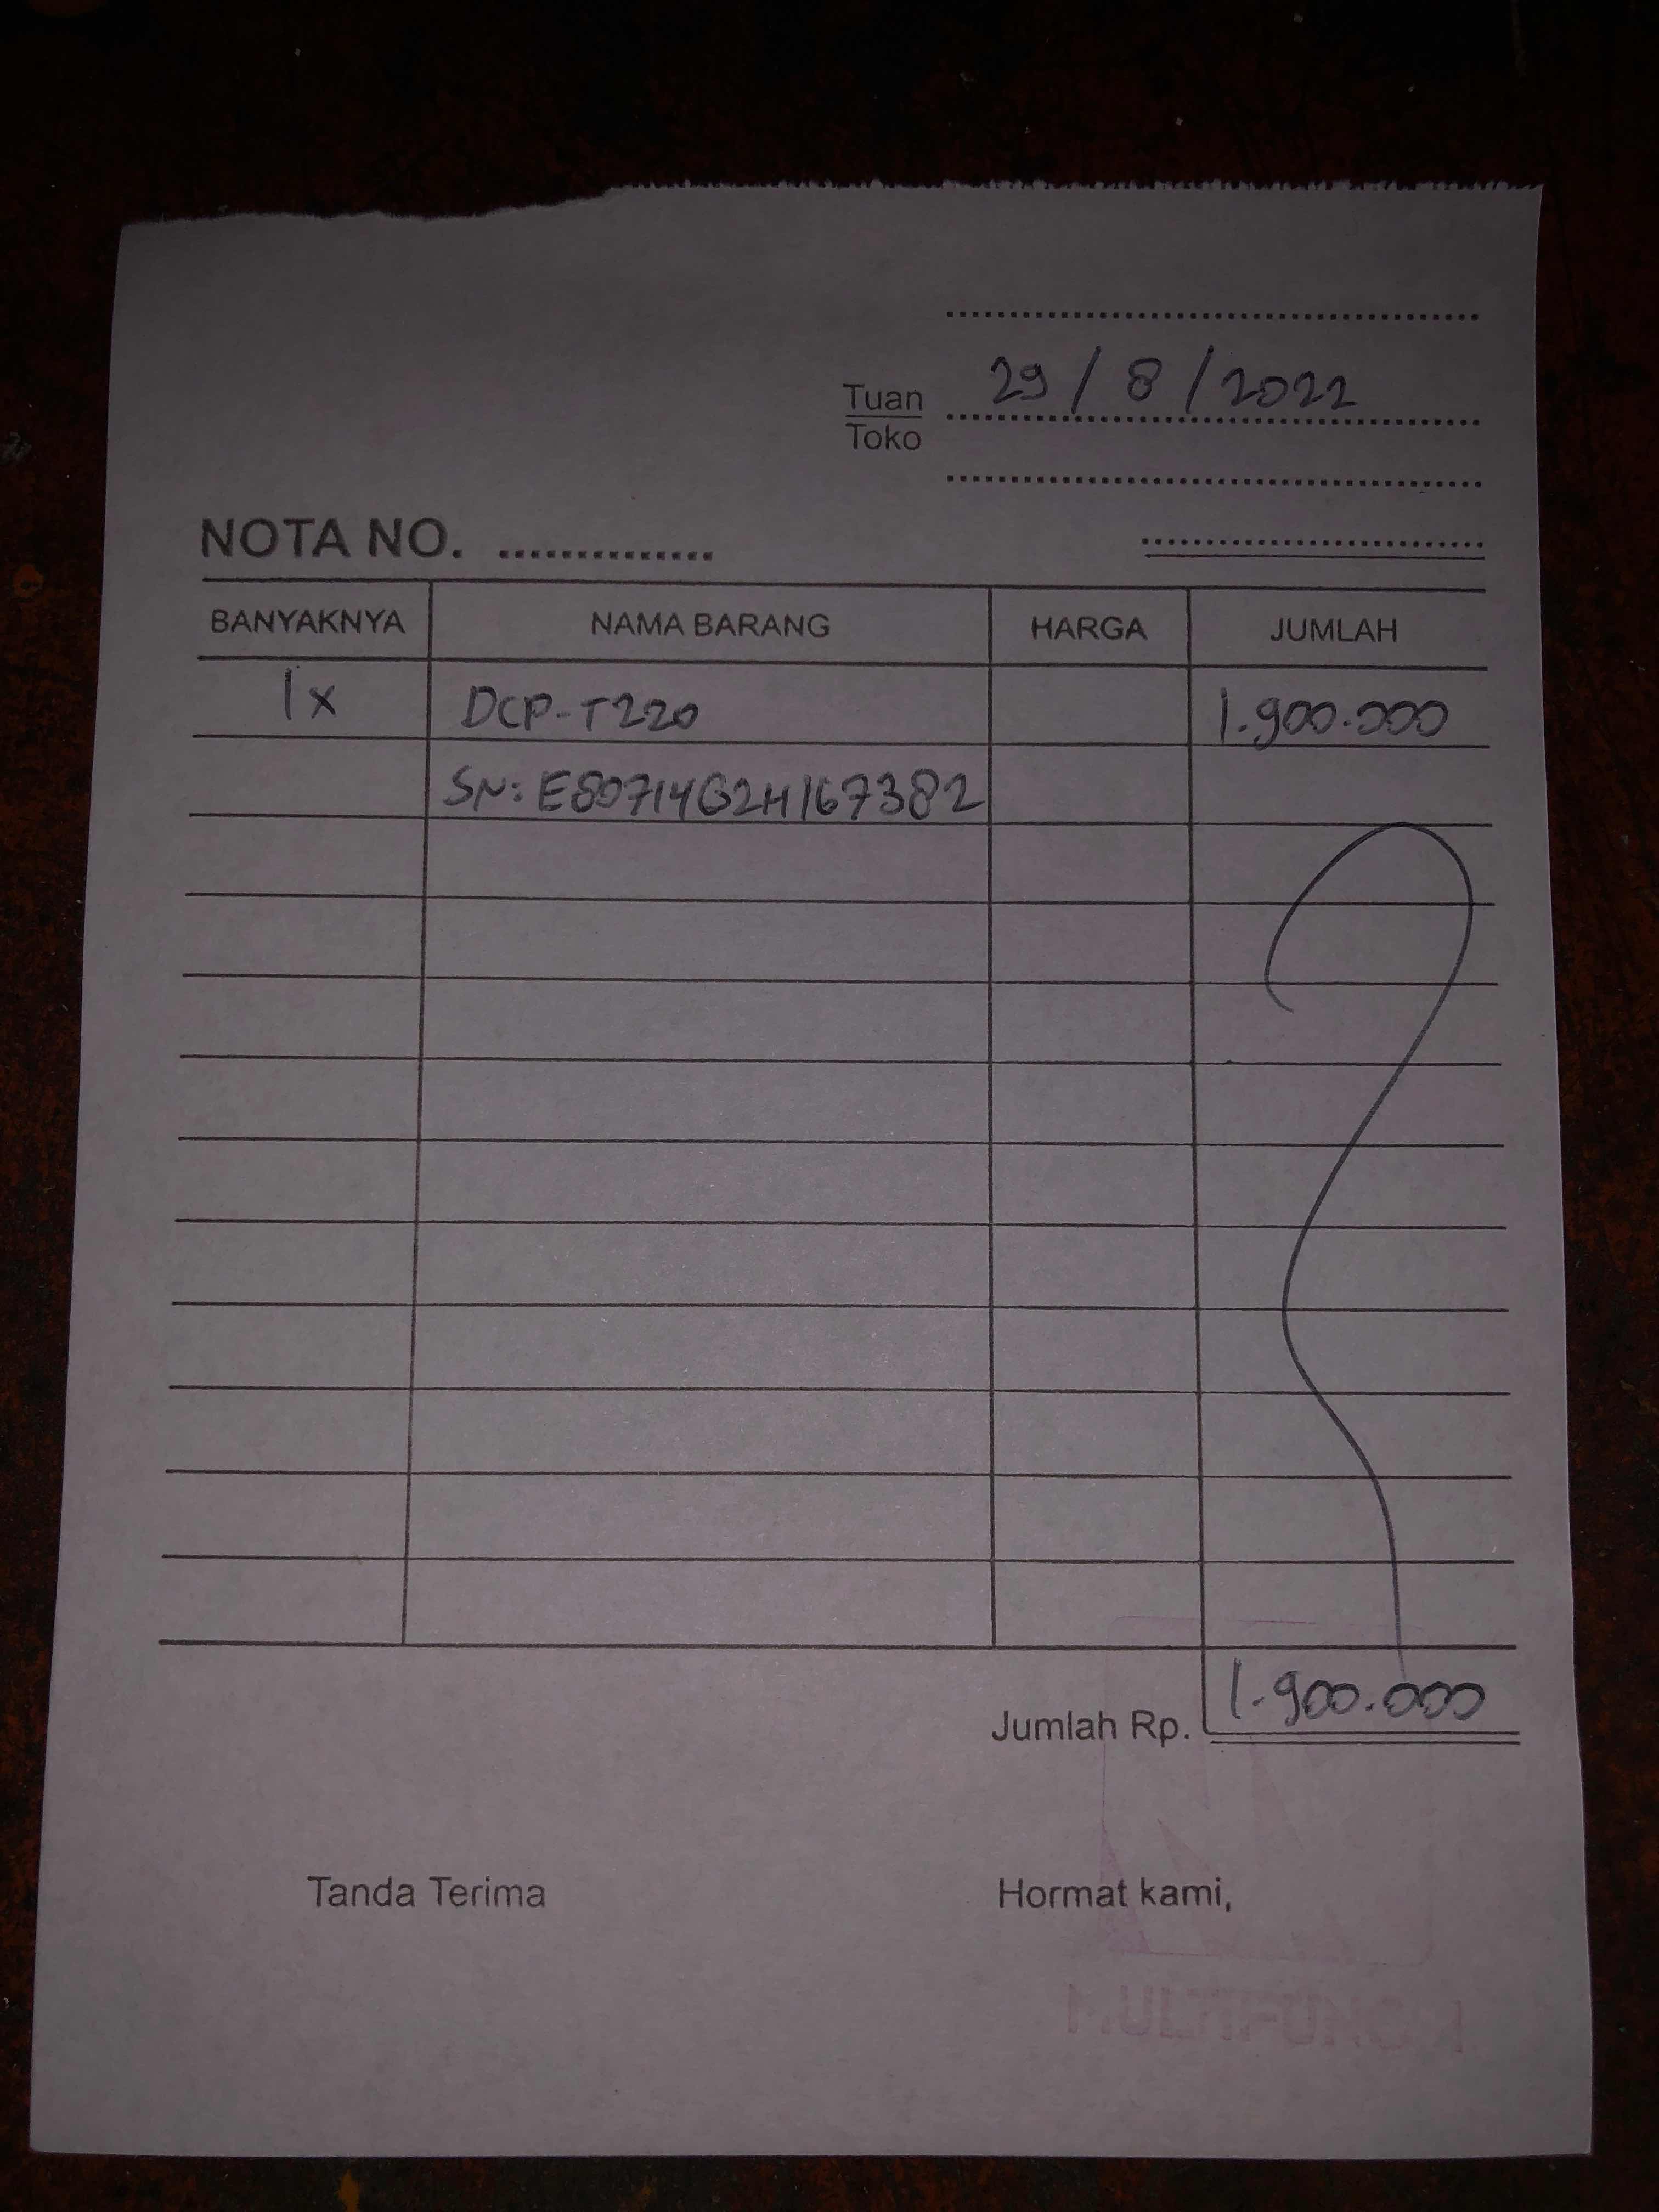 29/8/2022
Tuan
Toko
NOTA NO. ..............
BANYAKNYA NAMA BARANG HARGA JUMLAH
1x DCP-T220 1.900.000
SN: E80714G2H167382
Jumlah Rp. 1.900.000
Tanda Terima Hormat kami,